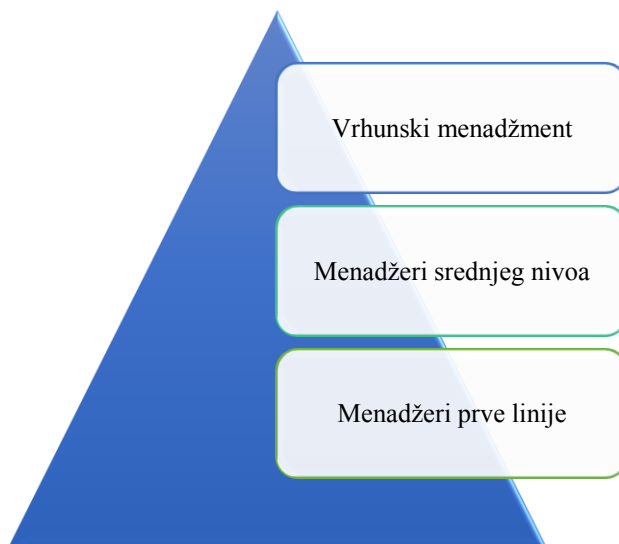 Vrhunski menadžment
Menadžeri srednjeg nivoa
Menadžeri prve linije